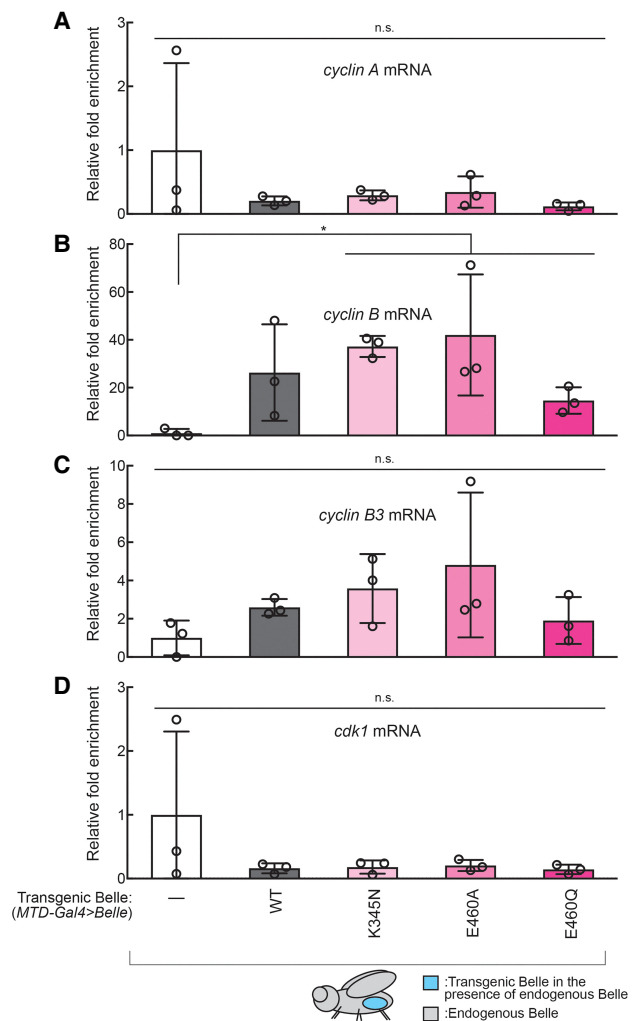 A
3
n.s.
cyclin A mRNA
2
1
0
Relative fold enrichment
B
80
*
60
cyclin B mRNA
40
20
0
Relative fold enrichment
C
10
n.s.
8
cyclin B3 mRNA
6
4
2
0
Relative fold enrichment
D
3
n.s.
cdk1 mRNA
2
1
0
Relative fold enrichment
Transgenic Belle:
(MTD-Gal4>Belle)
—
WT
K345N
E460A
E460Q
:Transgenic Belle in the
presence of endogenous Belle
:Endogenous Belle